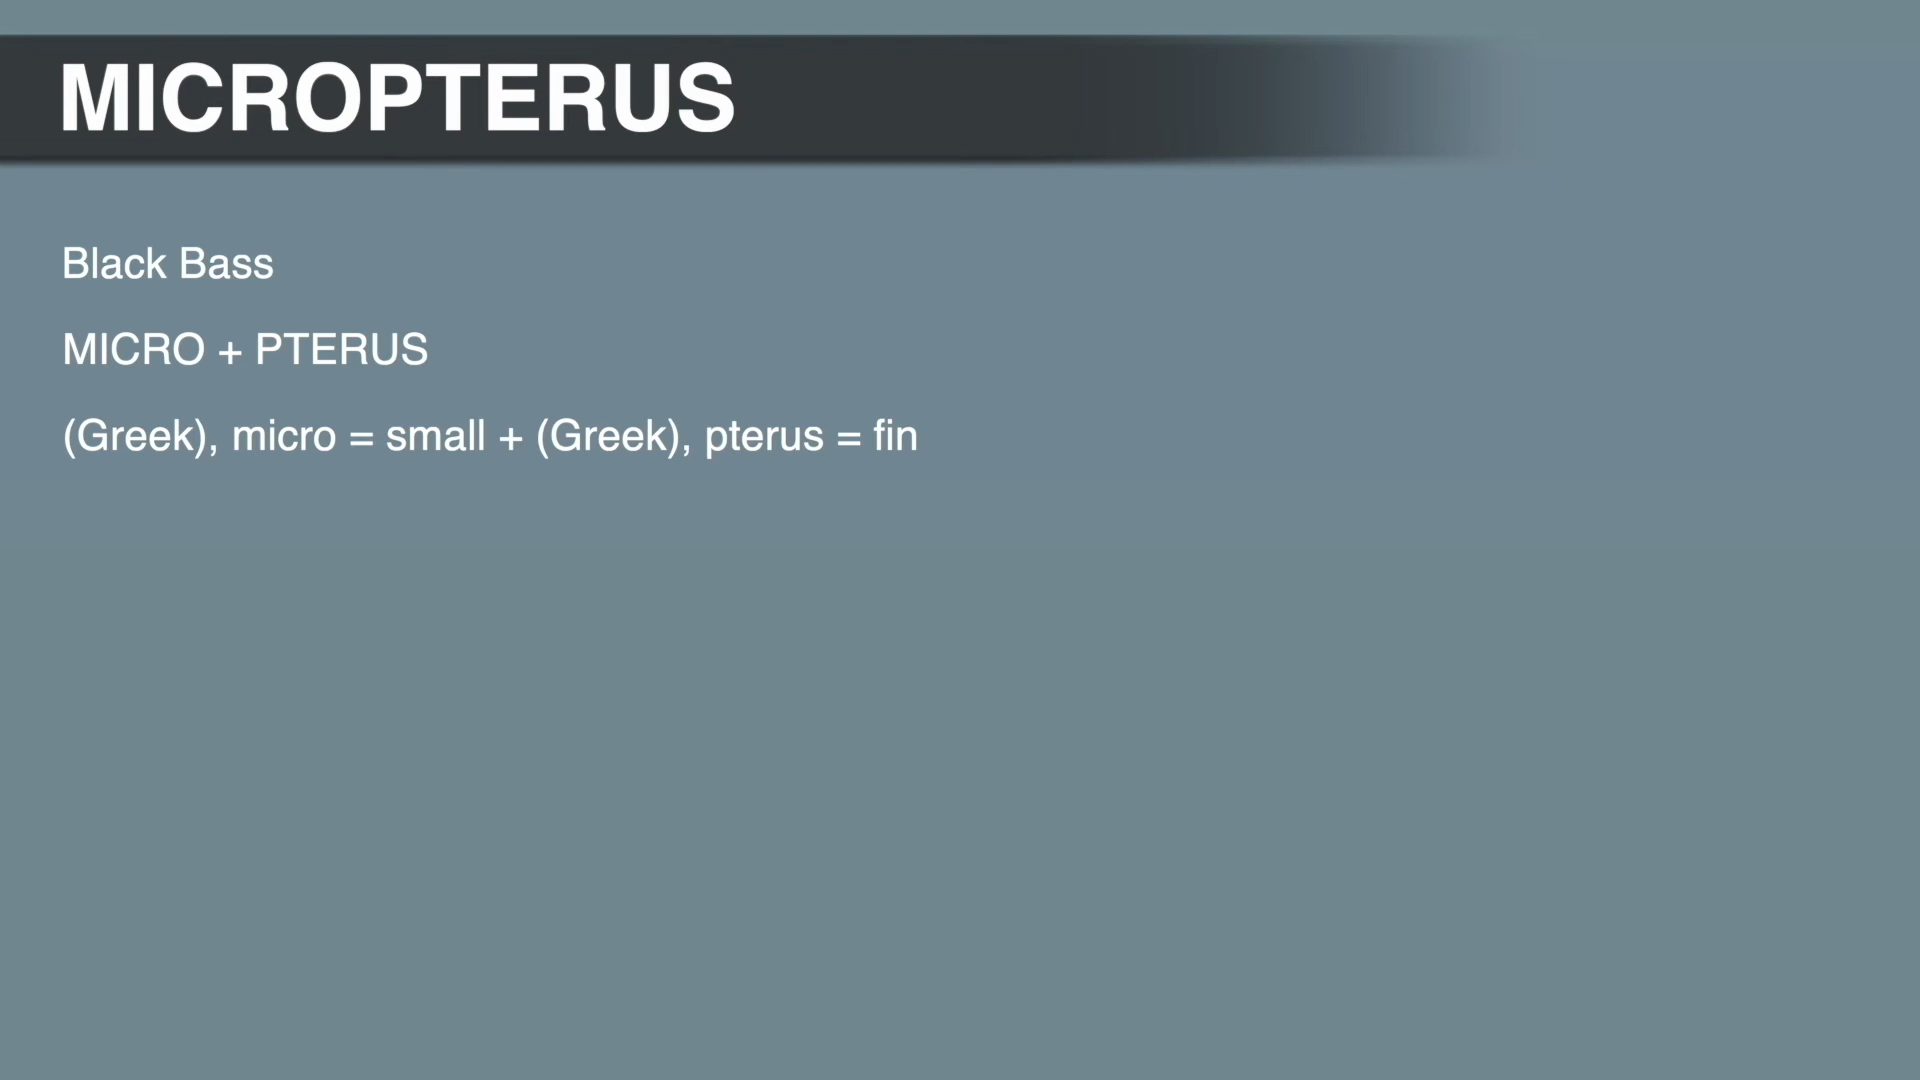 MICROPTERUS
Black Bass
MICRO + PTERUS
(Greek), micro = small + (Greek), pterus = fin